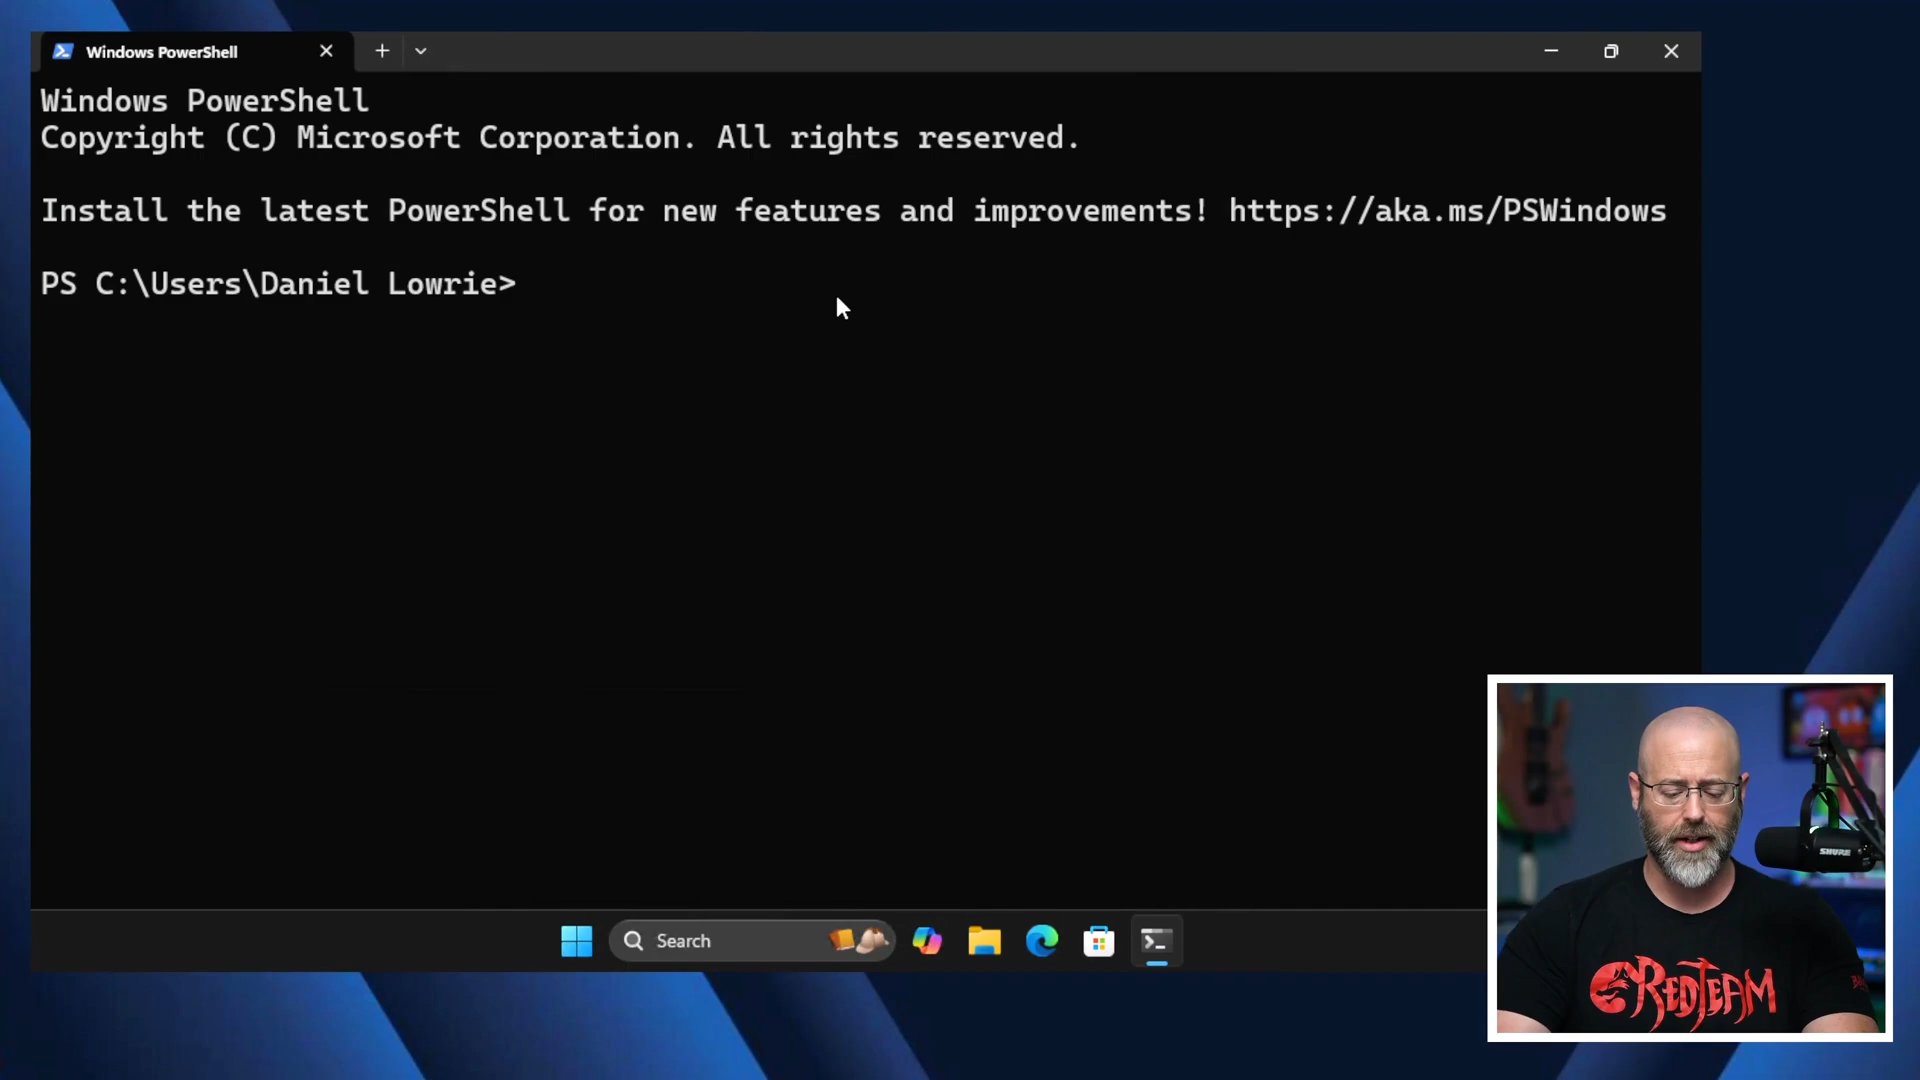 Windows PowerShell
Windows PowerShell
Copyright (C) Microsoft Corporation. All rights reserved.
Install the latest PowerShell for new features and improvements! https://aka.ms/PSWindows
PS C:\Users\Daniel Lowrie>
Search
SHURE
REDTEAM